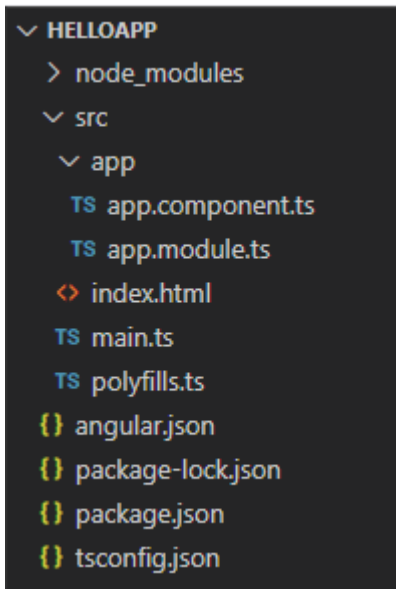 HELLOAPP
node_modules
src
app
TS app.component.ts
TS app.module.ts
<> index.html
TS main.ts
TS polyfills.ts
{} angular.json
{} package-lock.json
{} package.json
{} tsconfig.json